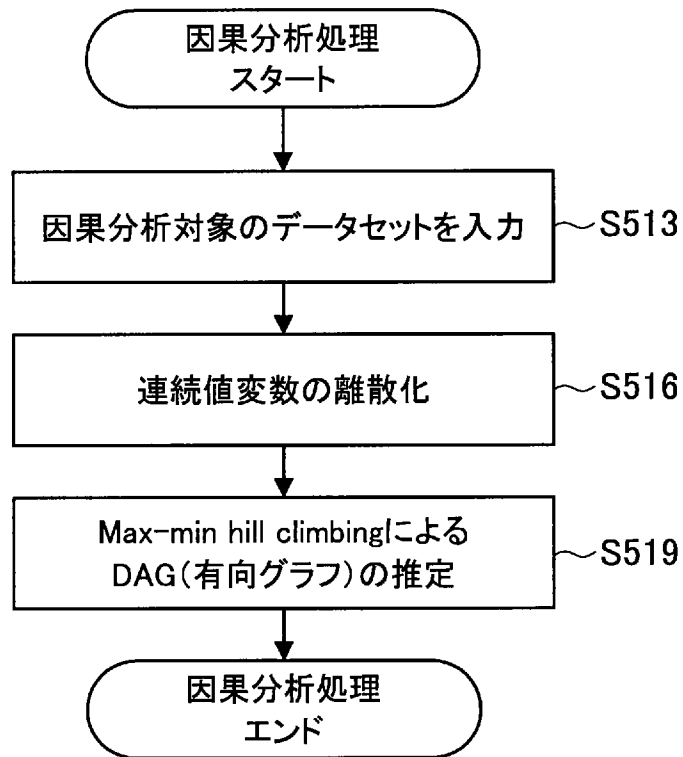 因果分析処理
スタート
因果分析対象のデータセットを入力
S513
連続値変数の離散化
S516
Max-min hill climbingによる
DAG(有向グラフ)の推定
S519
因果分析処理
エンド